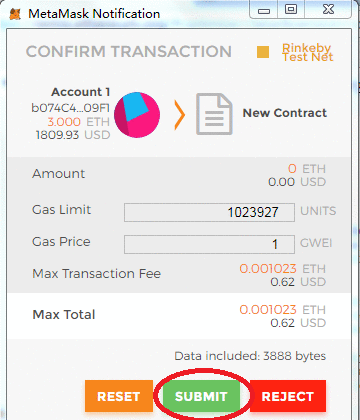 MetaMask Notification
CONFIRM TRANSACTION
Rinkeby
Test Net
Account 1
b074C4...09F1
3.000 ETH
1809.93 USD
New Contract
Amount
0 ETH
0.00 USD
Gas Limit
1023927 UNITS
Gas Price
1 GWEI
Max Transaction Fee
0.001023 ETH
0.62 USD
Max Total
0.001023 ETH
0.62 USD
Data included: 3888 bytes
RESET SUBMIT REJECT